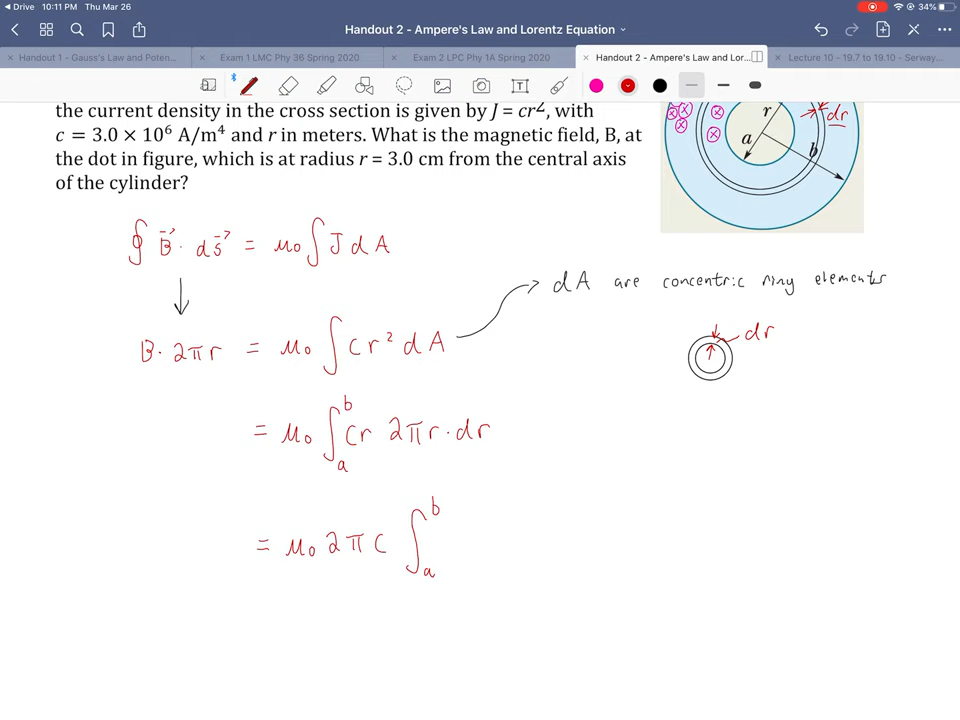 Drive 10:11 PM Thu Mar 26 34%
Handout 2 - Ampere's Law and Lorentz Equation
Handout 1 - Gauss's Law and Poten... Exam 1 LMC Phy 36 Spring 2020 Exam 2 LPC Phy 1A Spring 2020 Handout 2 - Ampere's Law and Lor... Lecture 10 - 19.7 to 19.10 - Serway...
the current density in the cross section is given by J = cr², with
c = 3.0 × 10⁶ A/m⁴ and r in meters. What is the magnetic field, B, at
the dot in figure, which is at radius r = 3.0 cm from the central axis
of the cylinder?
r
dr
a
b
∮ B⃗ · ds⃗ = μ₀ ∫ J dA
dA are concentric ring elements
dr
B · 2πr = μ₀ ∫ Cr² dA
= μ₀ ∫ₐᵇ Cr 2πr · dr
= μ₀ 2πC ∫ₐᵇ